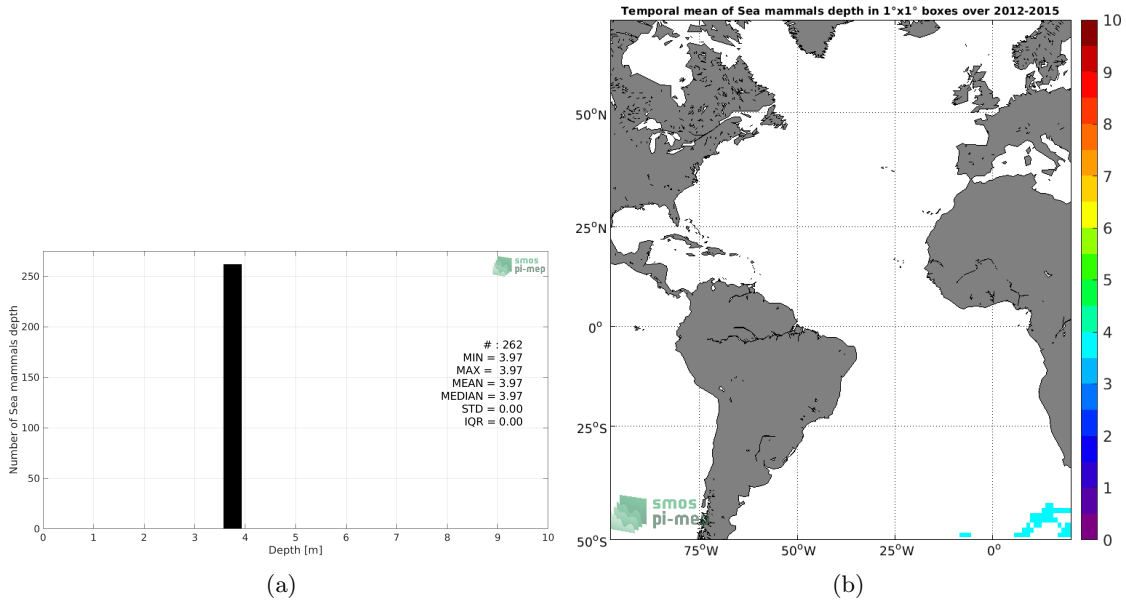 Temporal mean of Sea mammals depth in 1°x1° boxes over 2012-2015
smos
pi-mep
Number of Sea mammals depth
250
200
150
100
50
0
# : 262
MIN = 3.97
MAX = 3.97
MEAN = 3.97
MEDIAN = 3.97
STD = 0.00
IQR = 0.00
0 1 2 3 4 5 6 7 8 9 10
Depth [m]
(a)
50°N
25°N
0°
25°S
50°S
smos
pi-mep
75°W 50°W 25°W 0°
10
9
8
7
6
5
4
3
2
1
0
(b)